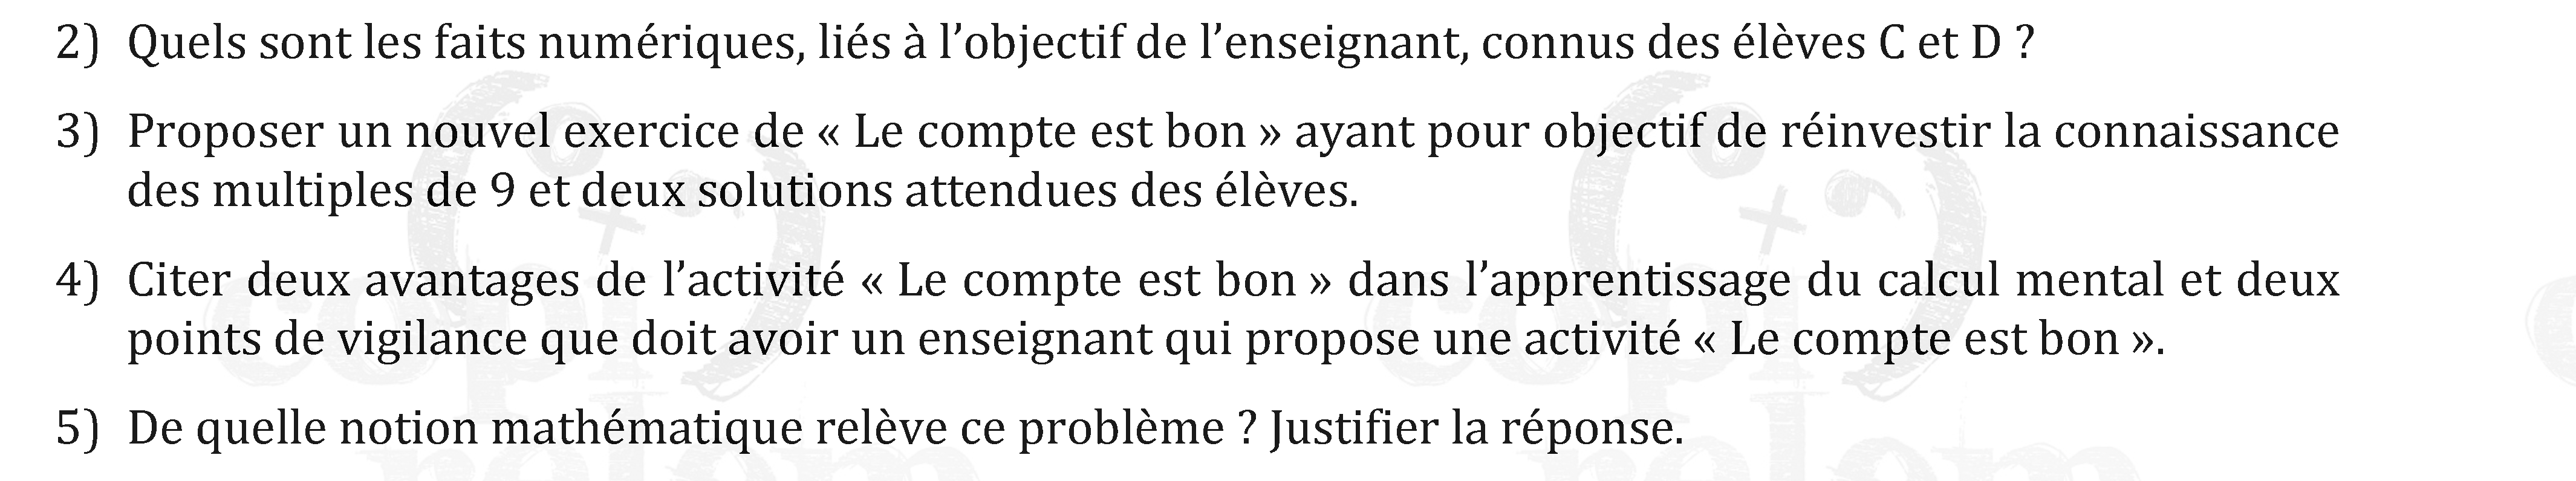 2) Quels sont les faits numériques, liés à l’objectif de l’enseignant, connus des élèves C et D ?
3) Proposer un nouvel exercice de « Le compte est bon » ayant pour objectif de réinvestir la connaissance
des multiples de 9 et deux solutions attendues des élèves.
4) Citer deux avantages de l’activité « Le compte est bon » dans l’apprentissage du calcul mental et deux
points de vigilance que doit avoir un enseignant qui propose une activité « Le compte est bon ».
5) De quelle notion mathématique relève ce problème ? Justifier la réponse.